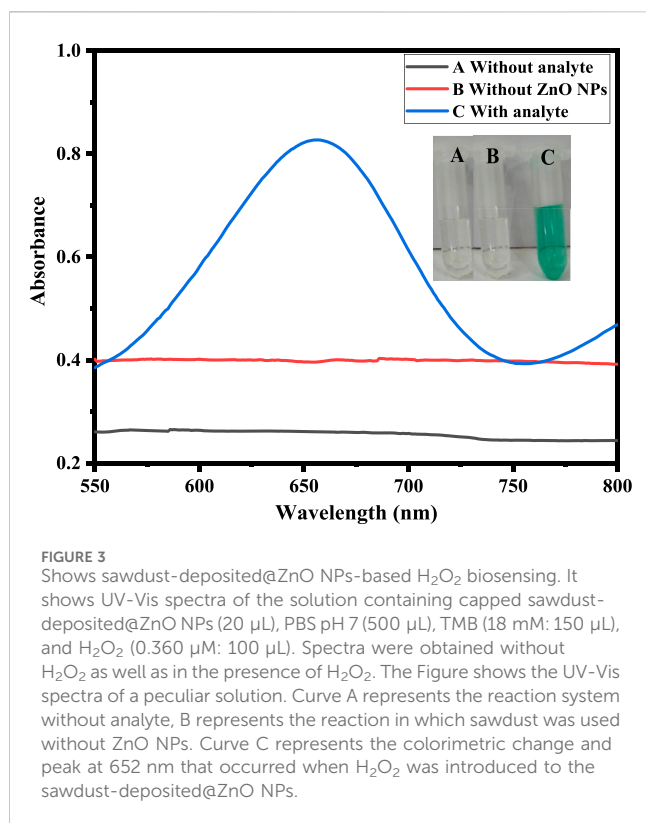 1.0
0.8
0.6
0.4
0.2
Absorbance
A Without analyte
B Without ZnO NPs
C With analyte
A B C
550 600 650 700 750 800
Wavelength (nm)
FIGURE 3
Shows sawdust-deposited@ZnO NPs-based H₂O₂ biosensing. It
shows UV-Vis spectra of the solution containing capped sawdust-
deposited@ZnO NPs (20 µL), PBS pH 7 (500 µL), TMB (18 mM: 150 µL),
and H₂O₂ (0.360 µM: 100 µL). Spectra were obtained without
H₂O₂ as well as in the presence of H₂O₂. The Figure shows the UV-Vis
spectra of a peculiar solution. Curve A represents the reaction system
without analyte, B represents the reaction in which sawdust was used
without ZnO NPs. Curve C represents the colorimetric change and
peak at 652 nm that occurred when H₂O₂ was introduced to the
sawdust-deposited@ZnO NPs.